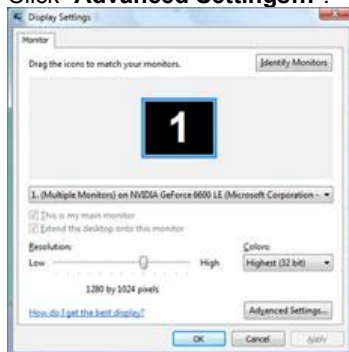 Click "Advanced Settings...".
Display Settings
Monitor
Drag the icons to match your monitors.
Identify Monitors
1
1. (Multiple Monitors) on NVIDIA GeForce 6600 LE (Microsoft Corporation -
This is my main monitor
Extend the desktop onto this monitor
Resolution:
Colors:
Low
High
Highest (32 bit)
1280 by 1024 pixels
How do I get the best display?
Advanced Settings...
OK
Cancel
Apply